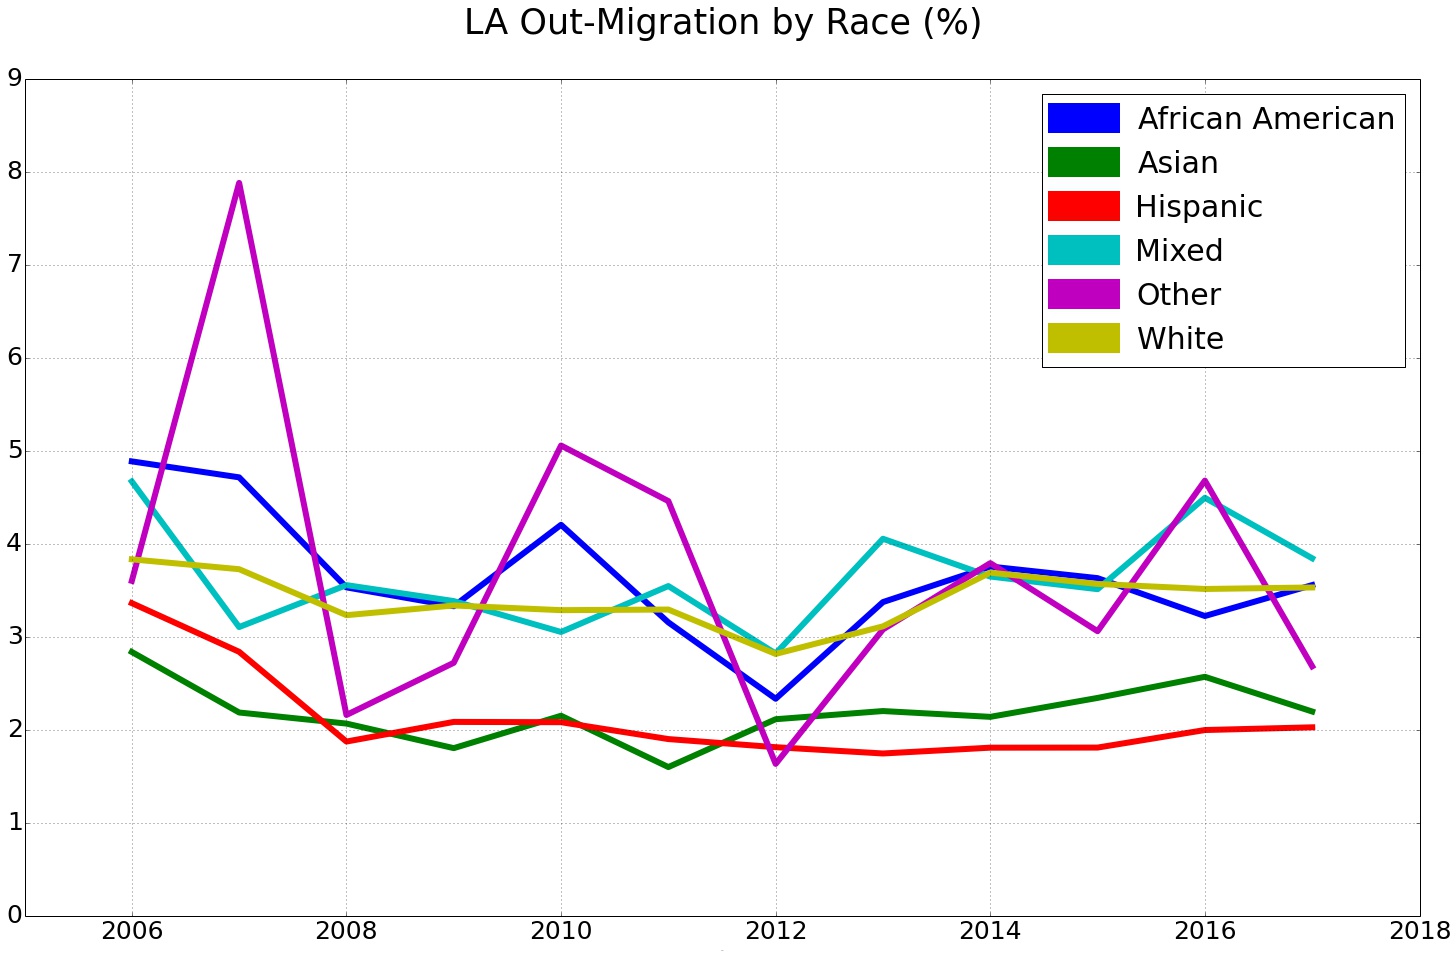 LA Out-Migration by Race (%)
9
8
7
6
5
4
3
2
1
0
African American
Asian
Hispanic
Mixed
Other
White
2006 2008 2010 2012 2014 2016 2018